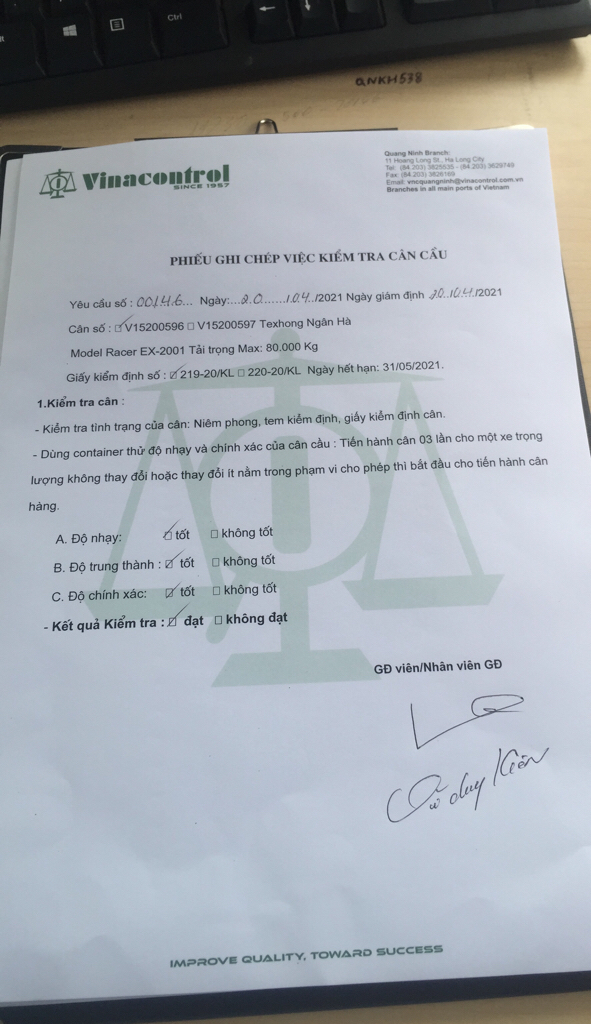 Ctrl
QNKH538
Vinacontrol
SINCE 1957
Quang Ninh Branch:
11 Hoang Long St., Ha Long City
Tel: (84.203) 3825535 - (84.203) 3629749
Fax: (84.203) 3826169
Email: vncquangninh@vinacontrol.com.vn
Branches in all main ports of Vietnam
PHIẾU GHI CHÉP VIỆC KIỂM TRA CÂN CẦU
Yêu cầu số : 00146... Ngày:...20....../.04../2021 Ngày giám định 20./04./2021
Cân số : ☑ V15200596 ☐ V15200597 Texhong Ngân Hà
Model Racer EX-2001 Tải trọng Max: 80.000 Kg
Giấy kiểm định số : ☑ 219-20/KL ☐ 220-20/KL Ngày hết hạn: 31/05/2021.
1.Kiểm tra cân :
- Kiểm tra tình trạng của cân: Niêm phong, tem kiểm định, giấy kiểm định cân.
- Dùng container thử độ nhạy và chính xác của cân cầu : Tiến hành cân 03 lần cho một xe trọng
lượng không thay đổi hoặc thay đổi ít nằm trong phạm vi cho phép thì bắt đầu cho tiến hành cân
hàng.
A. Độ nhạy: ☑ tốt ☐ không tốt
B. Độ trung thành : ☑ tốt ☐ không tốt
C. Độ chính xác: ☑ tốt ☐ không tốt
- Kết quả Kiểm tra : ☑ đạt ☐ không đạt
GĐ viên/Nhân viên GĐ
duy Kiên
IMPROVE QUALITY, TOWARD SUCCESS